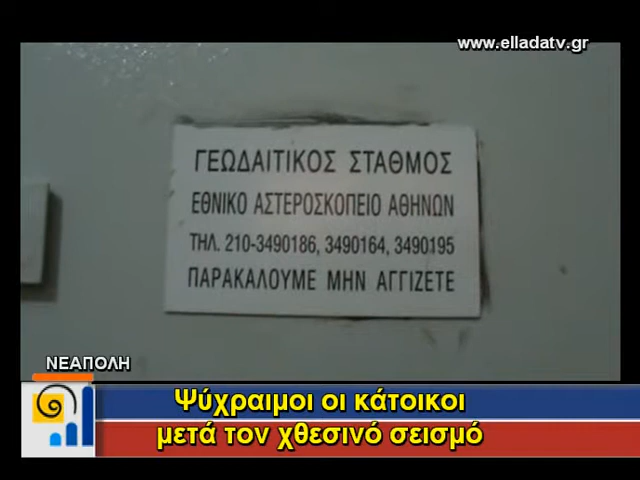 www.elladatv.gr
ΓΕΩΔΑΙΤΙΚΟΣ ΣΤΑΘΜΟΣ
ΕΘΝΙΚΟ ΑΣΤΕΡΟΣΚΟΠΕΙΟ ΑΘΗΝΩΝ
ΤΗΛ. 210-3490186, 3490164, 3490195
ΠΑΡΑΚΑΛΟΥΜΕ ΜΗΝ ΑΓΓΙΖΕΤΕ
ΝΕΑΠΟΛΗ
Ψύχραιμοι οι κάτοικοι
μετά τον χθεσινό σεισμό